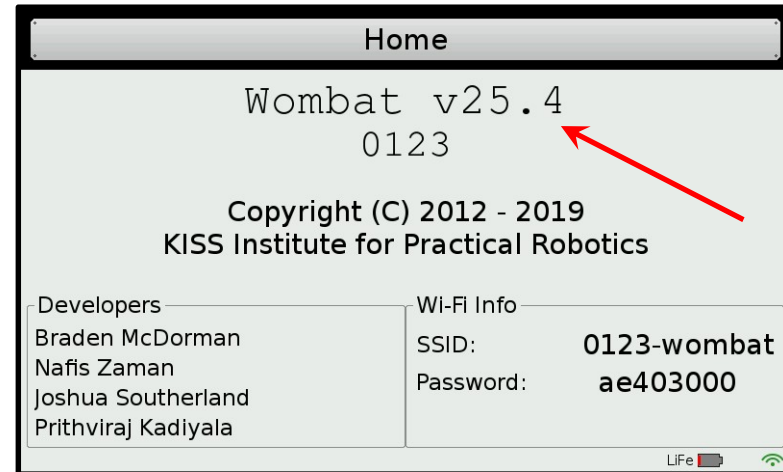 Home
Wombat v25.4
0123
Copyright (C) 2012 - 2019
KISS Institute for Practical Robotics
Developers
Braden McDorman
Nafis Zaman
Joshua Southerland
Prithviraj Kadiyala
Wi-Fi Info
SSID: 0123-wombat
Password: ae403000
LiFe